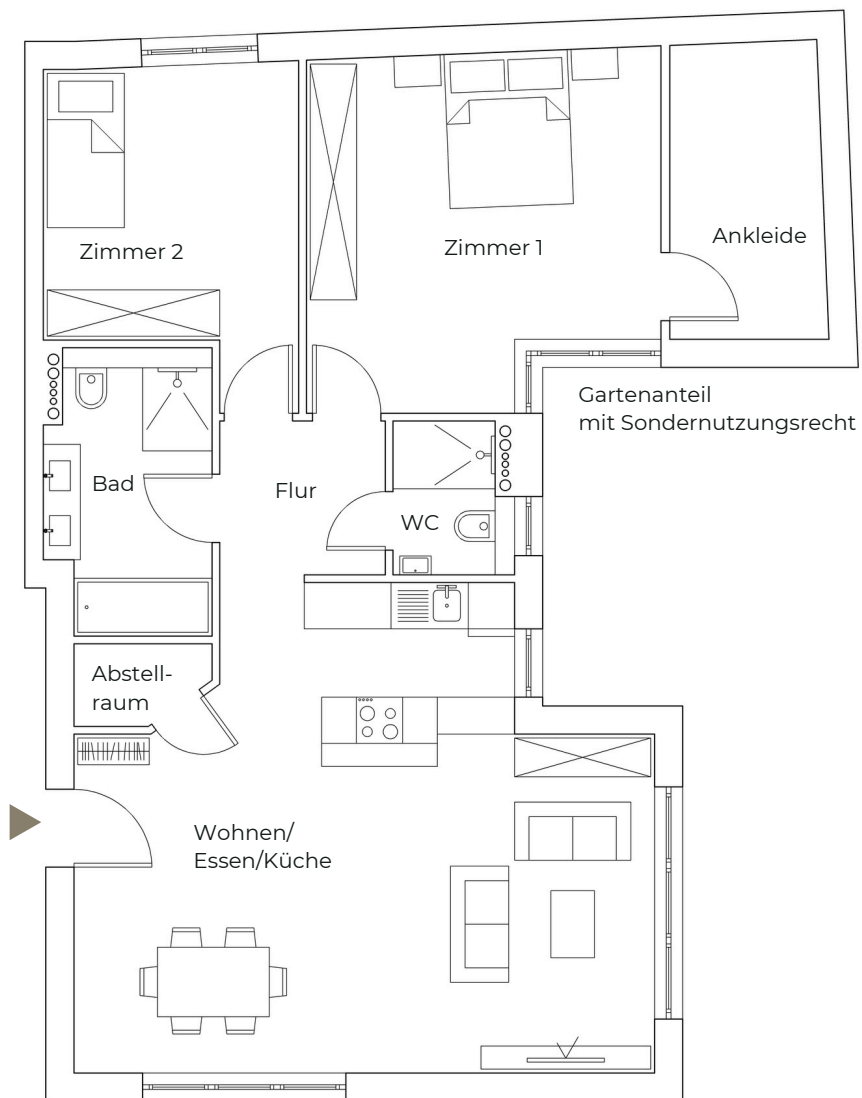 Zimmer 2
Zimmer 1
Ankleide
Gartenanteil
mit Sondernutzungsrecht
Bad
Flur
WC
Abstell-
raum
Wohnen/
Essen/Küche